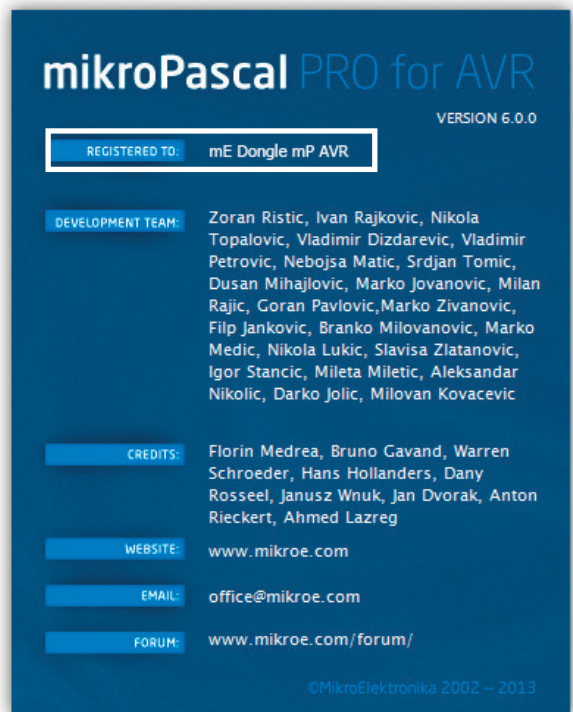 mikroPascal PRO for AVR
VERSION 6.0.0
REGISTERED TO: mE Dongle mP AVR
DEVELOPMENT TEAM: Zoran Ristic, Ivan Rajkovic, Nikola
Topalovic, Vladimir Dizdarevic, Vladimir
Petrovic, Nebojsa Matic, Srdjan Tomic,
Dusan Mihajlovic, Marko Jovanovic, Milan
Rajic, Goran Pavlovic,Marko Zivanovic,
Filp Jankovic, Branko Milovanovic, Marko
Medic, Nikola Lukic, Slavisa Zlatanovic,
Igor Stancic, Mileta Miletic, Aleksandar
Nikolic, Darko Jolic, Milovan Kovacevic
CREDITS: Florin Medrea, Bruno Gavand, Warren
Schroeder, Hans Hollanders, Dany
Rosseel, Janusz Wnuk, Jan Dvorak, Anton
Rieckert, Ahmed Lazreg
WEBSITE: www.mikroe.com
EMAIL: office@mikroe.com
FORUM: www.mikroe.com/forum/
©MikroElektronika 2002 – 2013